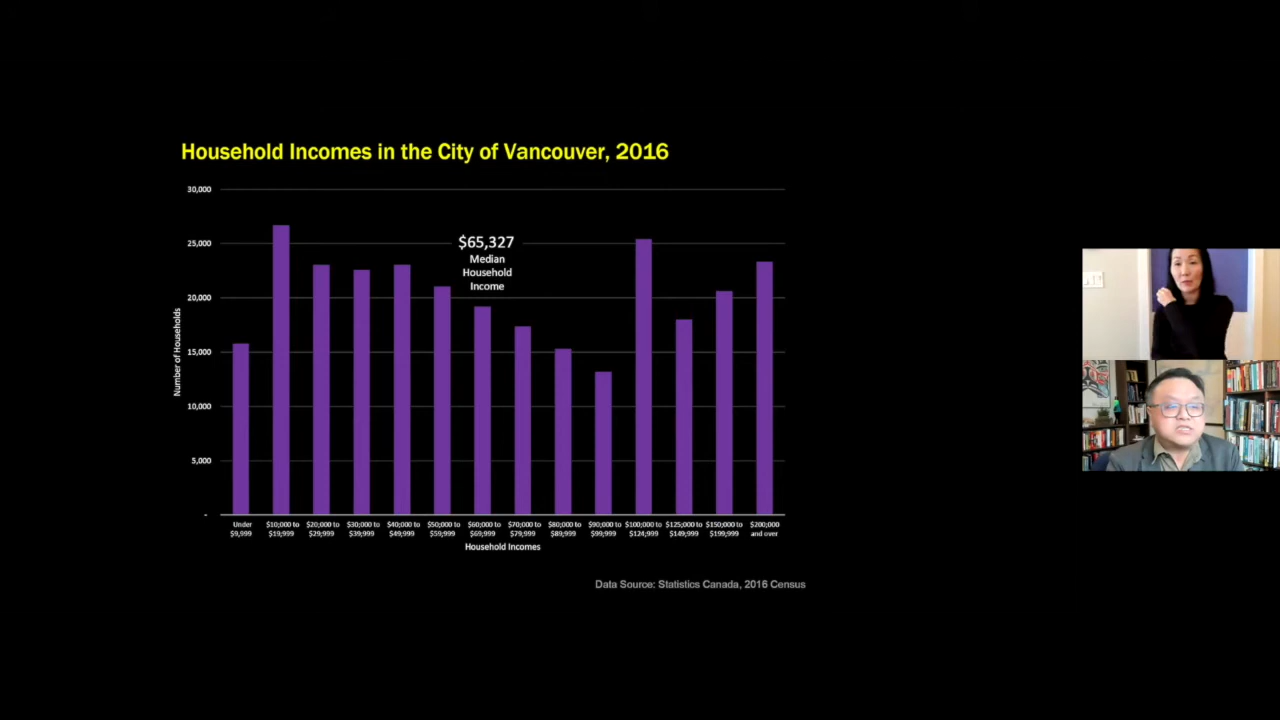 Household Incomes in the City of Vancouver, 2016
30,000
25,000
20,000
15,000
10,000
5,000
-
Number of Households
$65,327
Median
Household
Income
Under $9,999
$10,000 to $19,999
$20,000 to $29,999
$30,000 to $39,999
$40,000 to $49,999
$50,000 to $59,999
$60,000 to $69,999
$70,000 to $79,999
$80,000 to $89,999
$90,000 to $99,999
$100,000 to $124,999
$125,000 to $149,999
$150,000 to $199,999
$200,000 and over
Household Incomes
Data Source: Statistics Canada, 2016 Census